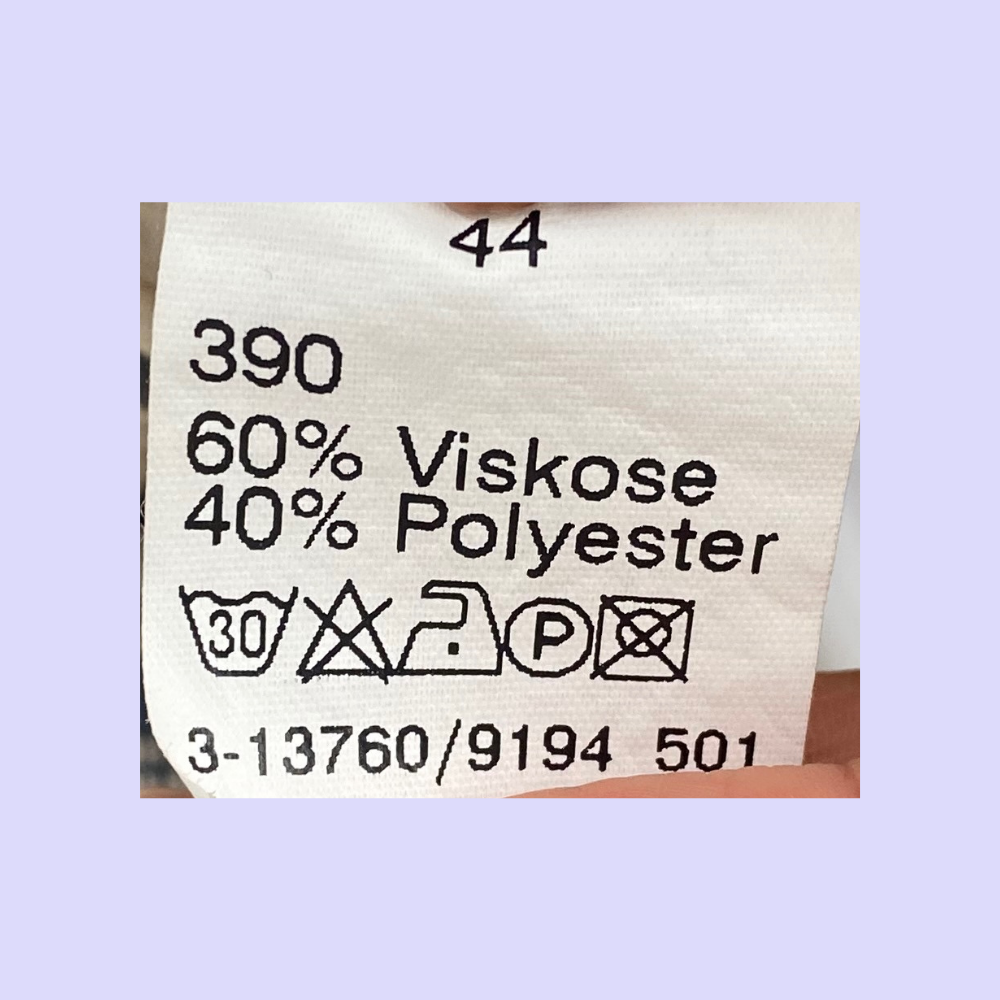 44
390
60% Viskose
40% Polyester
30 P
3-13760/9194 501